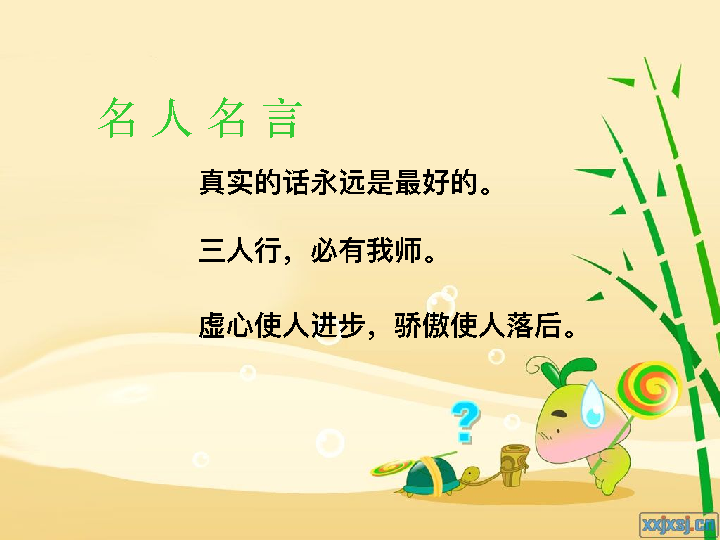 名人名言
真实的话永远是最好的。
三人行，必有我师。
虚心使人进步，骄傲使人落后。
?
xxjxsj.cn